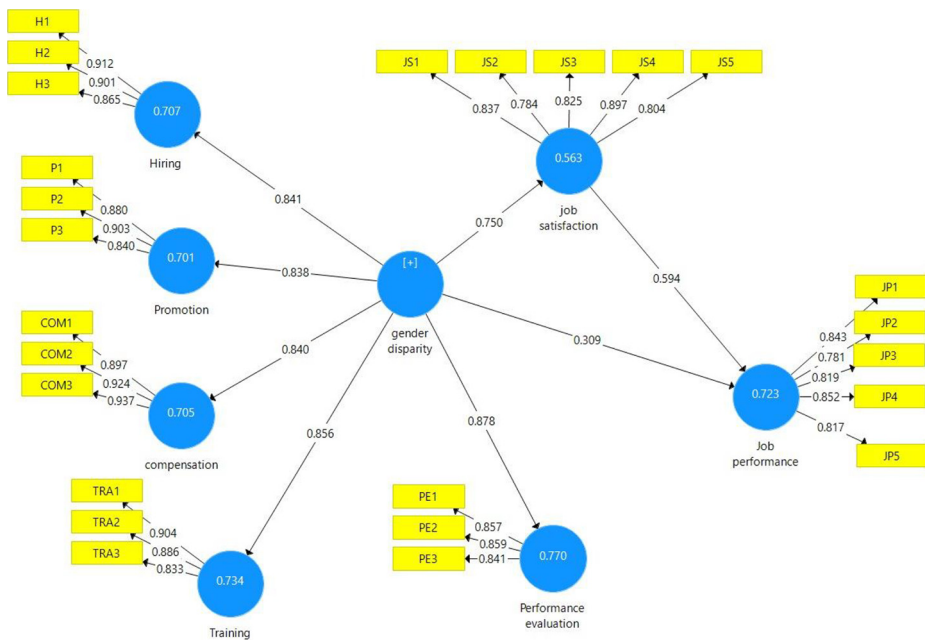 H1
H2
H3
0.912
0.901
0.865
0.707
Hiring
P1
P2
P3
0.880
0.903
0.840
0.701
Promotion
COM1
COM2
COM3
0.897
0.924
0.937
0.705
compensation
TRA1
TRA2
TRA3
0.904
0.886
0.833
0.734
Training
0.841
0.838
0.840
0.856
0.878
0.750
0.309
0.594
[+]
gender
disparity
JS1
JS2
JS3
JS4
JS5
0.837
0.784
0.825
0.897
0.804
0.563
job
satisfaction
PE1
PE2
PE3
0.857
0.859
0.841
0.770
Performance
evaluation
JP1
JP2
JP3
JP4
JP5
0.843
0.781
0.819
0.852
0.817
0.723
Job
performance